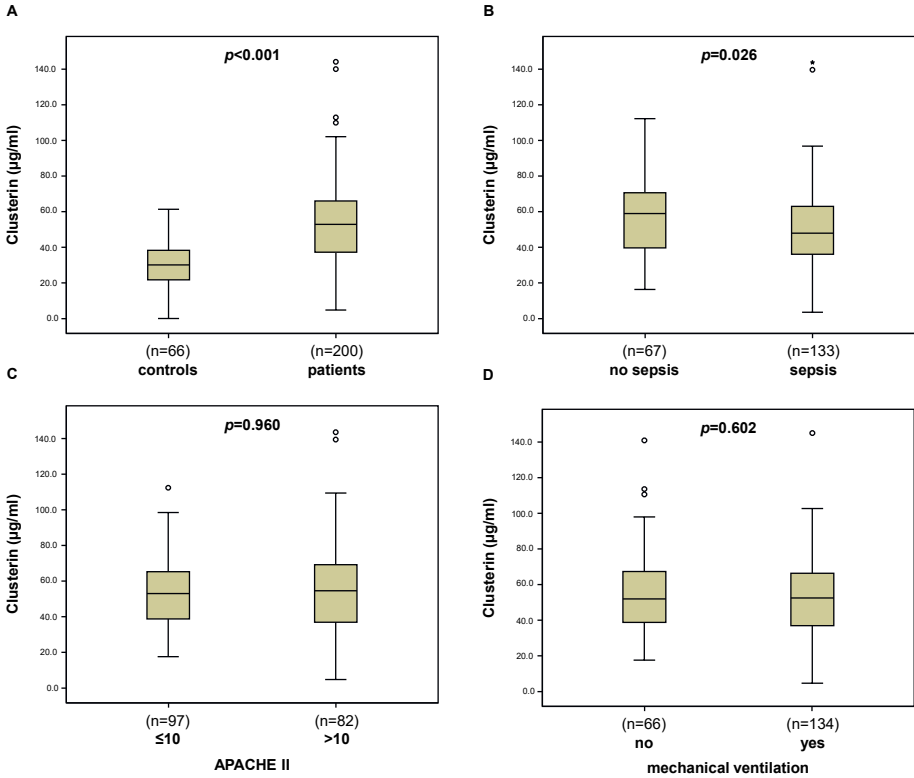 A
p<0.001
Clusterin (µg/ml)
140.0
120.0
100.0
80.0
60.0
40.0
20.0
0.0
(n=66)
controls
(n=200)
patients
B
p=0.026
Clusterin (µg/ml)
140.0
120.0
100.0
80.0
60.0
40.0
20.0
0.0
(n=67)
no sepsis
(n=133)
sepsis
C
p=0.960
Clusterin (µg/ml)
140.0
120.0
100.0
80.0
60.0
40.0
20.0
0.0
(n=97)
≤10
(n=82)
>10
APACHE II
D
p=0.602
Clusterin (µg/ml)
140.0
120.0
100.0
80.0
60.0
40.0
20.0
0.0
(n=66)
no
(n=134)
yes
mechanical ventilation